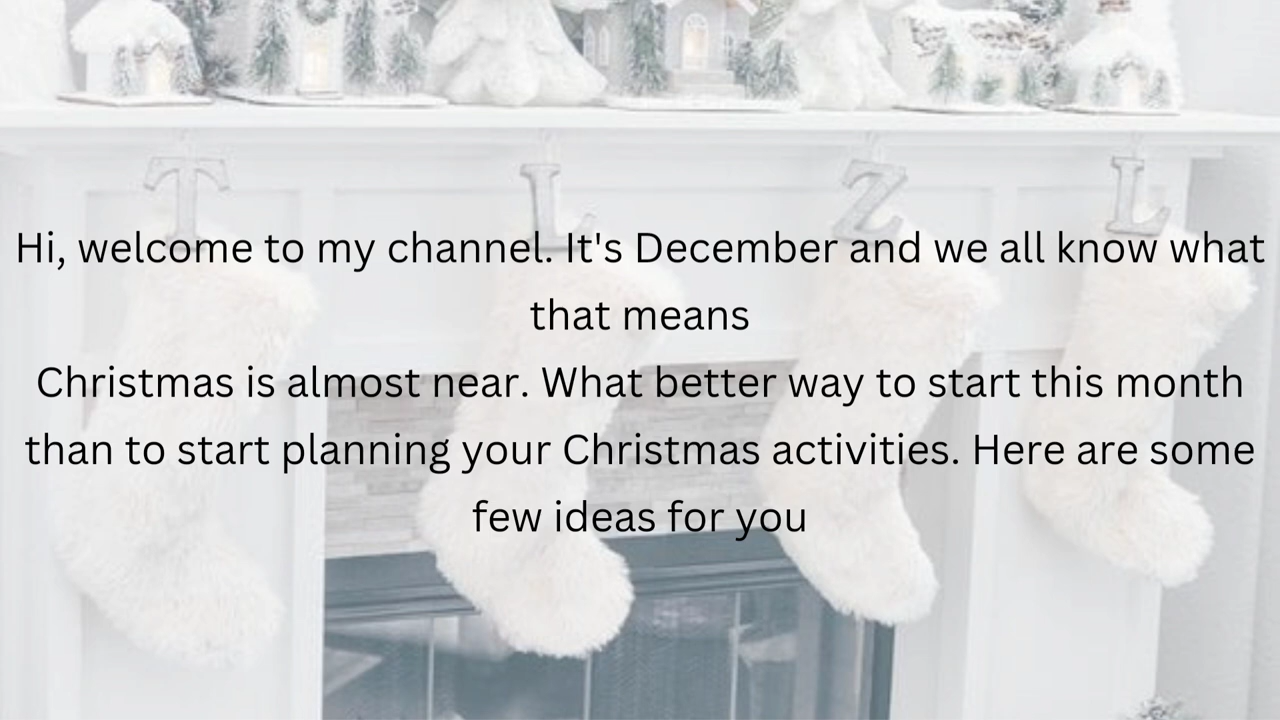 T L Z L
Hi, welcome to my channel. It's December and we all know what
that means
Christmas is almost near. What better way to start this month
than to start planning your Christmas activities. Here are some
few ideas for you